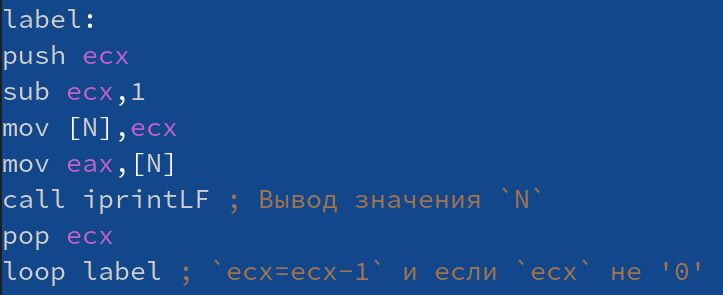 label:
push ecx
sub ecx,1
mov [N],ecx
mov eax,[N]
call iprintLF ; Вывод значения `N`
pop ecx
loop label ; `ecx=ecx-1` и если `ecx` не '0'